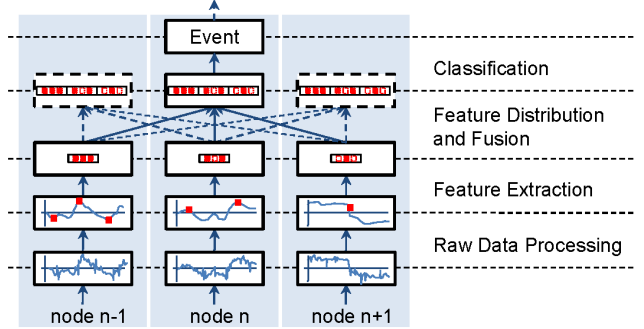 Event
Classification
Feature Distribution
and Fusion
Feature Extraction
Raw Data Processing
node n-1
node n
node n+1